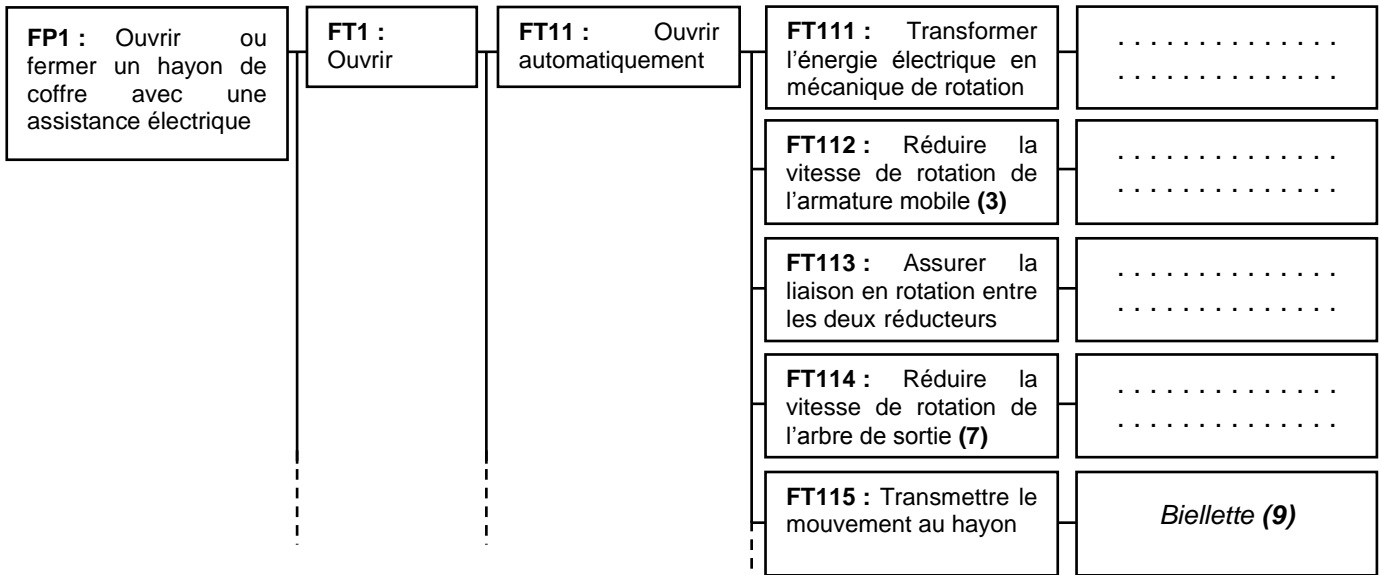 FP1 : Ouvrir ou
fermer un hayon de
coffre avec une
assistance électrique
FT1 :
Ouvrir
FT11 : Ouvrir
automatiquement
FT111 : Transformer
l'énergie électrique en
mécanique de rotation
. . . . . . . . . . . . . .
. . . . . . . . . . . . . .
FT112 : Réduire la
vitesse de rotation de
l'armature mobile (3)
. . . . . . . . . . . . . .
. . . . . . . . . . . . . .
FT113 : Assurer la
liaison en rotation entre
les deux réducteurs
. . . . . . . . . . . . . .
. . . . . . . . . . . . . .
FT114 : Réduire la
vitesse de rotation de
l'arbre de sortie (7)
. . . . . . . . . . . . . .
. . . . . . . . . . . . . .
FT115 : Transmettre le
mouvement au hayon
Biellette (9)